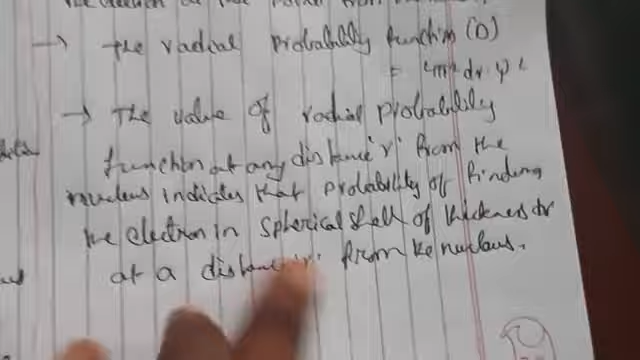 → The radial Probability function (D)
= 4πr² dr ψ²
→ The value of radial probability
function at any distance 'r' from the
nucleus indicates that probability of finding
the electron in spherical shell of thickness dr
at a distance 'r' from the nucleus.